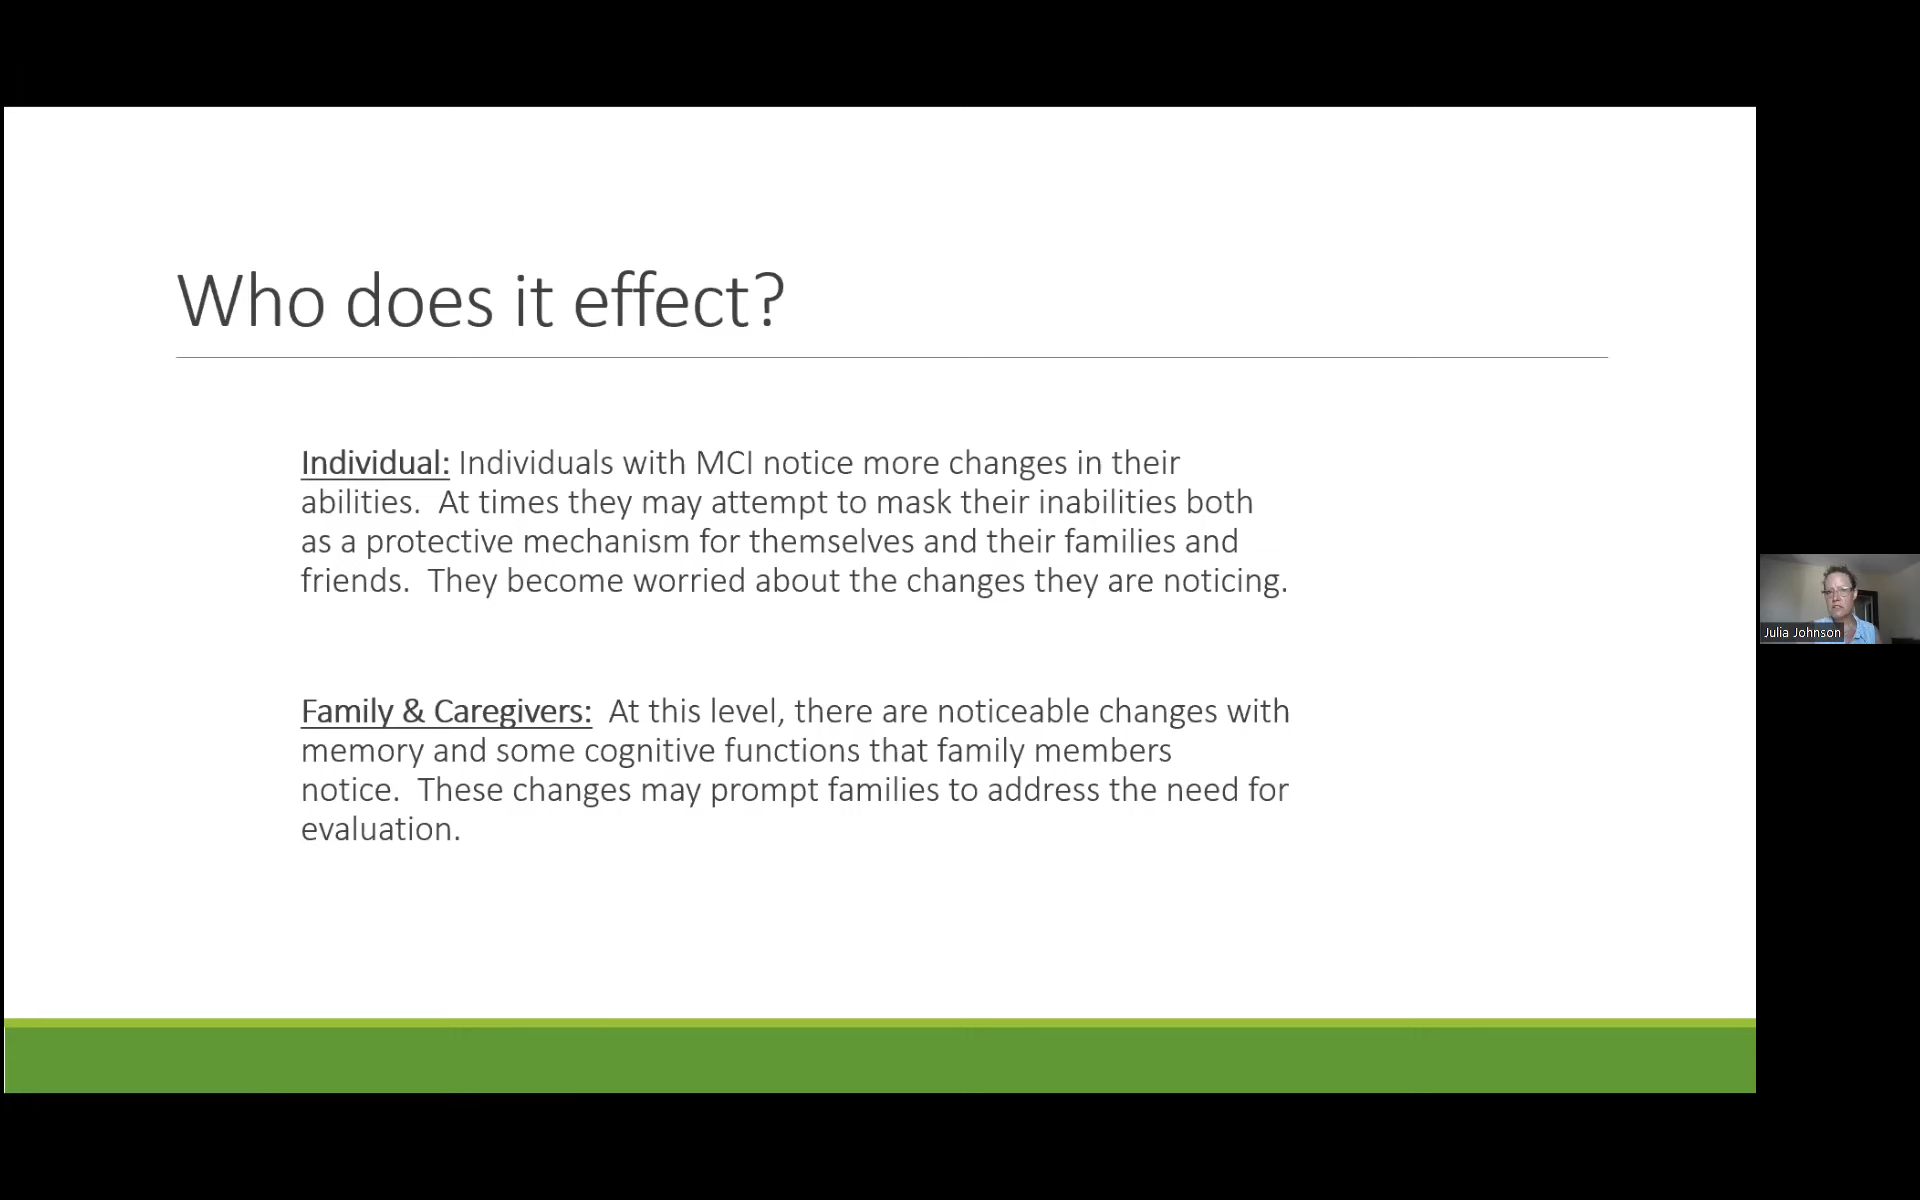 Who does it effect?
Individual: Individuals with MCI notice more changes in their
abilities.  At times they may attempt to mask their inabilities both
as a protective mechanism for themselves and their families and
friends.  They become worried about the changes they are noticing.
Family & Caregivers:  At this level, there are noticeable changes with
memory and some cognitive functions that family members
notice.  These changes may prompt families to address the need for
evaluation.
Julia Johnson